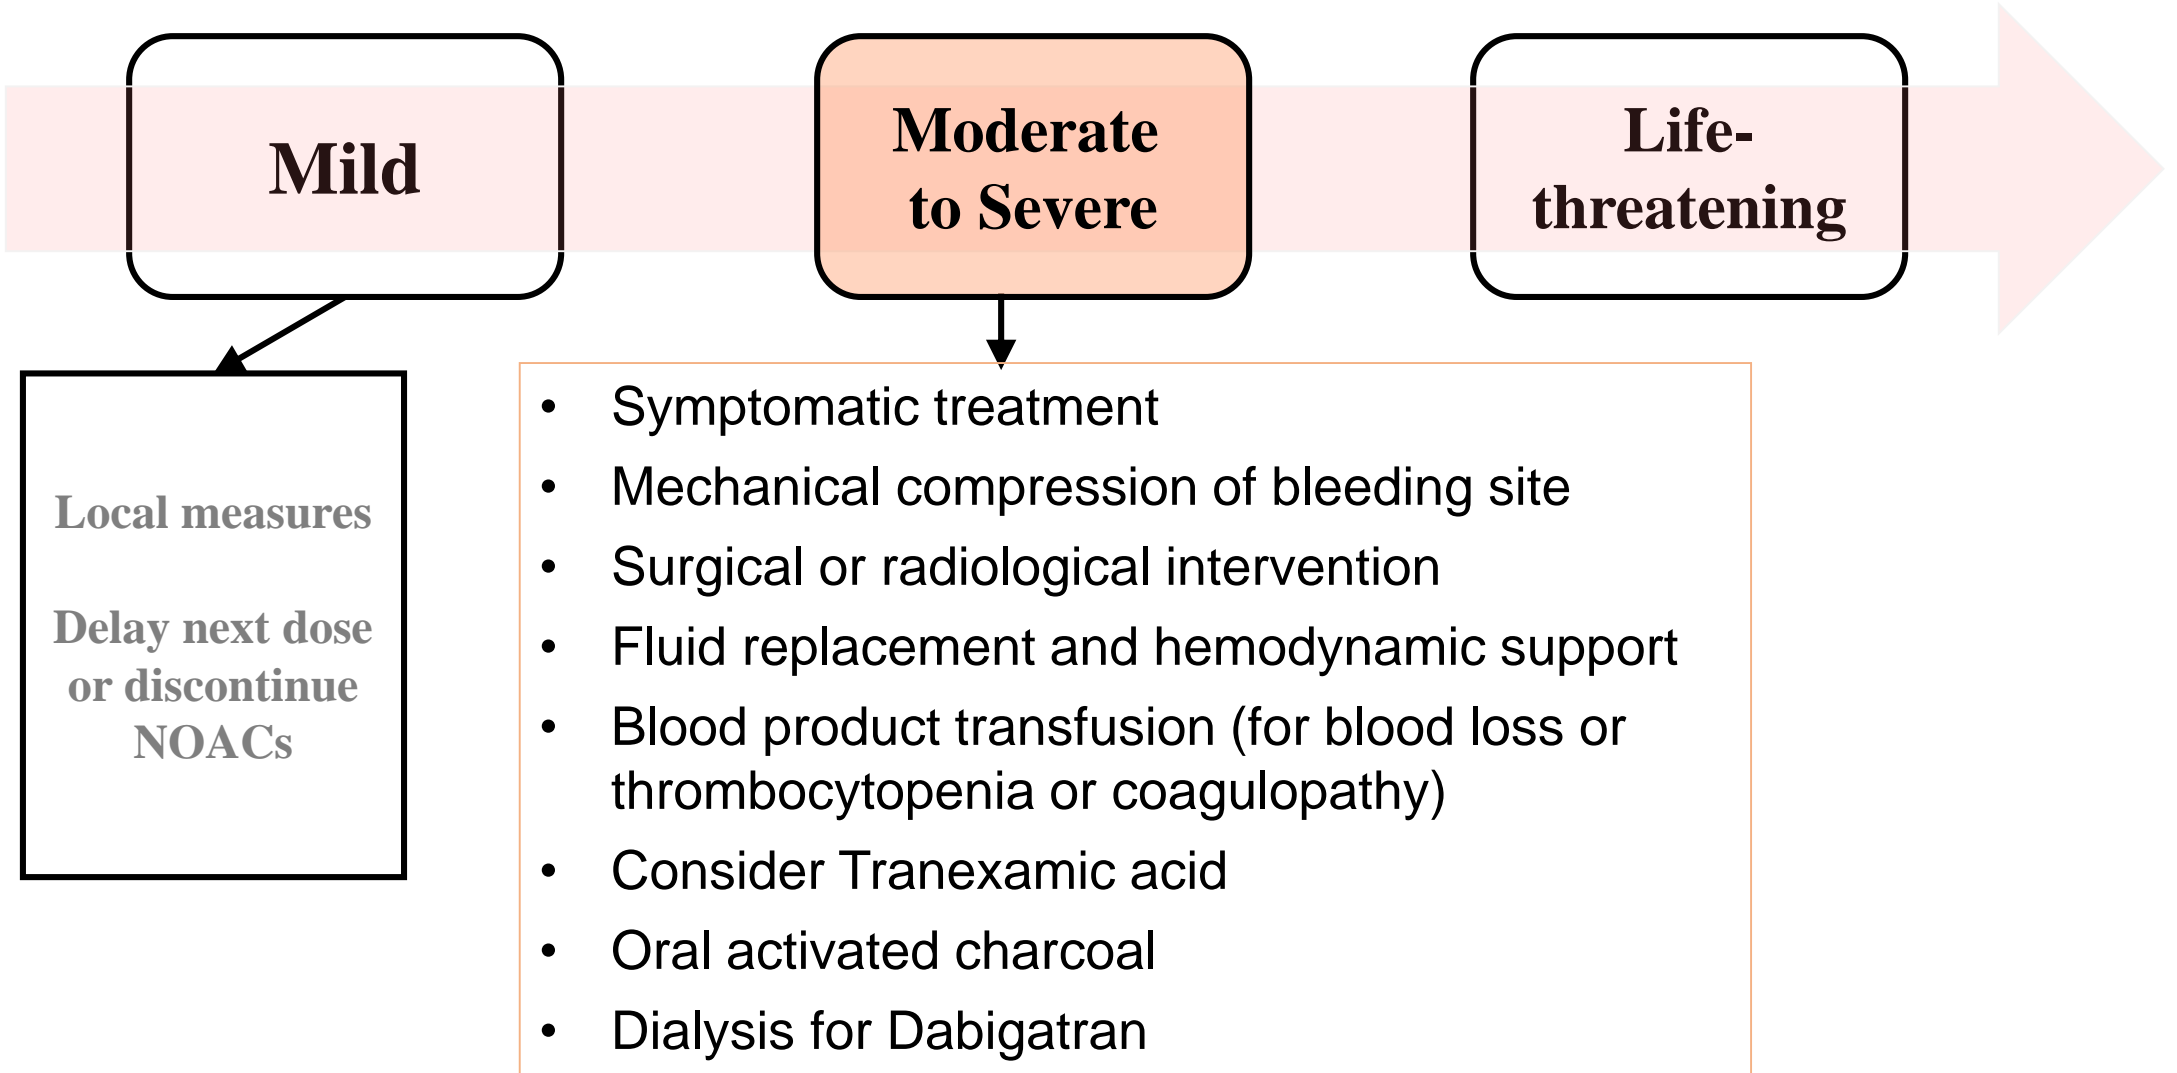 Mild
Moderate
to Severe
Life-
threatening
Local measures
Delay next dose
or discontinue
NOACs
• Symptomatic treatment
• Mechanical compression of bleeding site
• Surgical or radiological intervention
• Fluid replacement and hemodynamic support
• Blood product transfusion (for blood loss or
thrombocytopenia or coagulopathy)
• Consider Tranexamic acid
• Oral activated charcoal
• Dialysis for Dabigatran